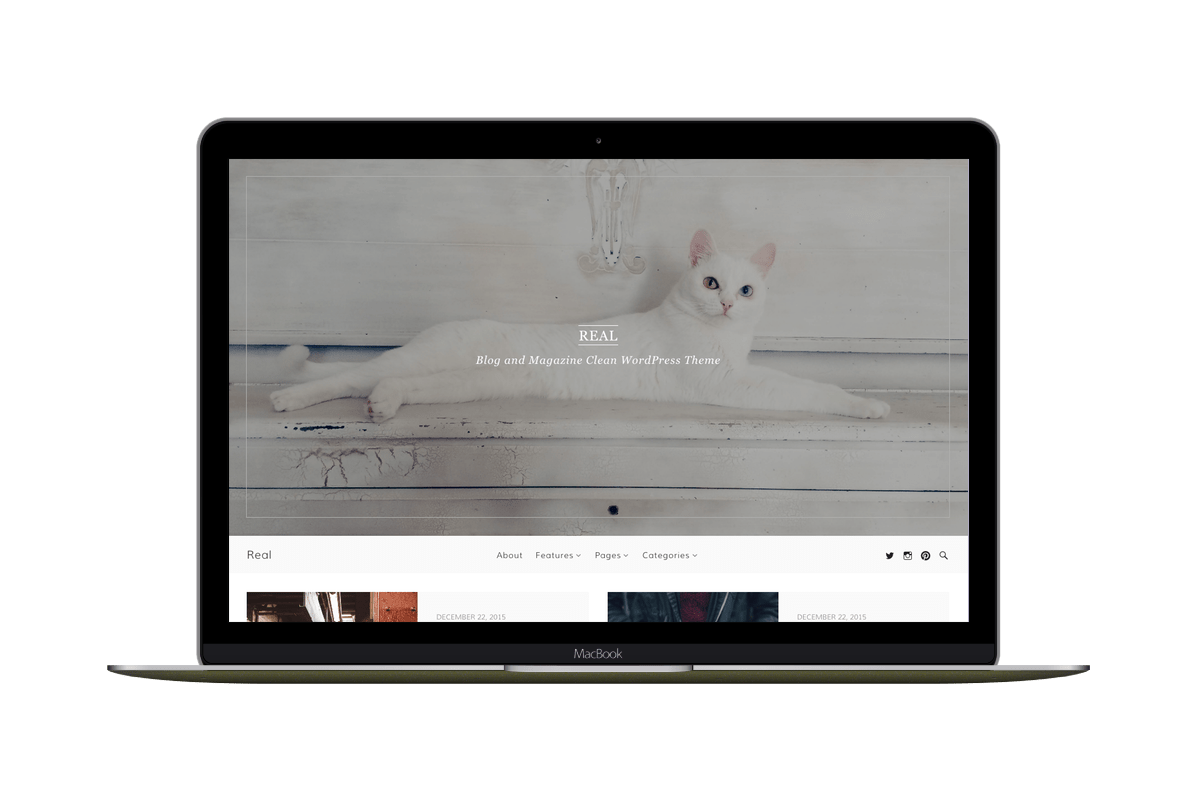 REAL
Blog and Magazine Clean WordPress Theme
Real
About Features Pages Categories
DECEMBER 22, 2015 DECEMBER 22, 2015
MacBook